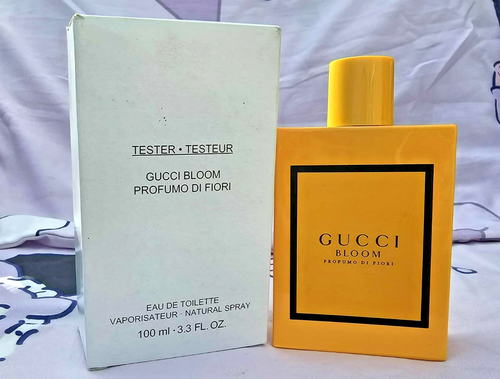 TESTER • TESTEUR
GUCCI BLOOM
PROFUMO DI FIORI
EAU DE TOILETTE
VAPORISATEUR · NATURAL SPRAY
100 ml · 3.3 FL. OZ.
GUCCI
BLOOM
PROFUMO DI FIORI